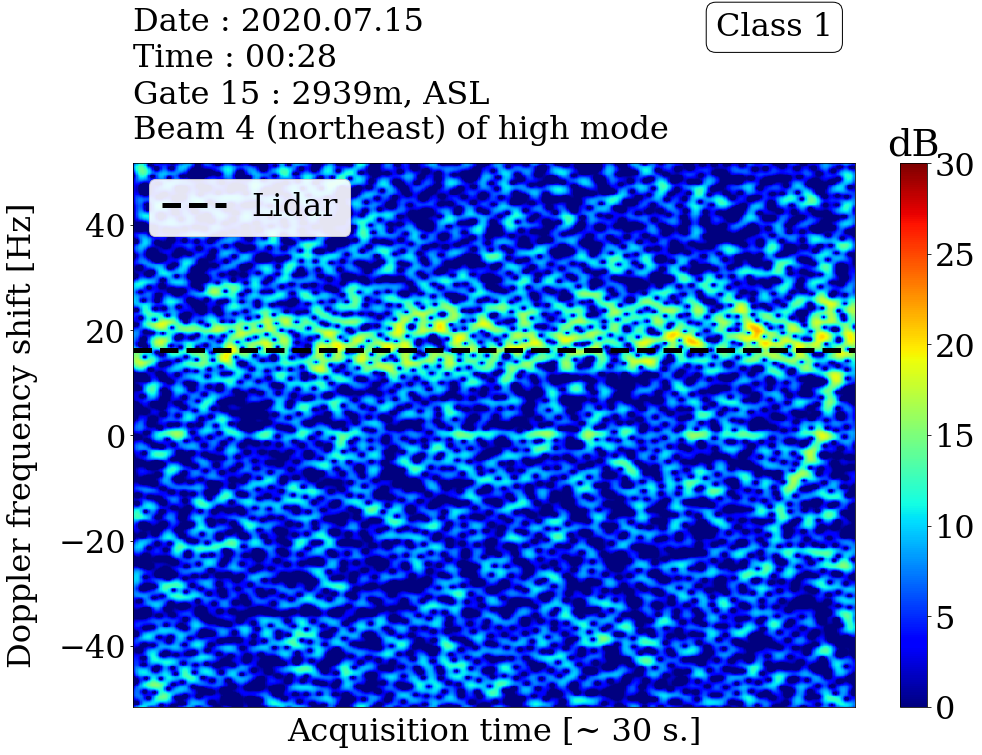 Date : 2020.07.15
Time : 00:28
Gate 15 : 2939m, ASL
Beam 4 (northeast) of high mode
Class 1
dB
Lidar
Doppler frequency shift [Hz]
40
20
0
−20
−40
30
25
20
15
10
5
0
Acquisition time [~ 30 s.]